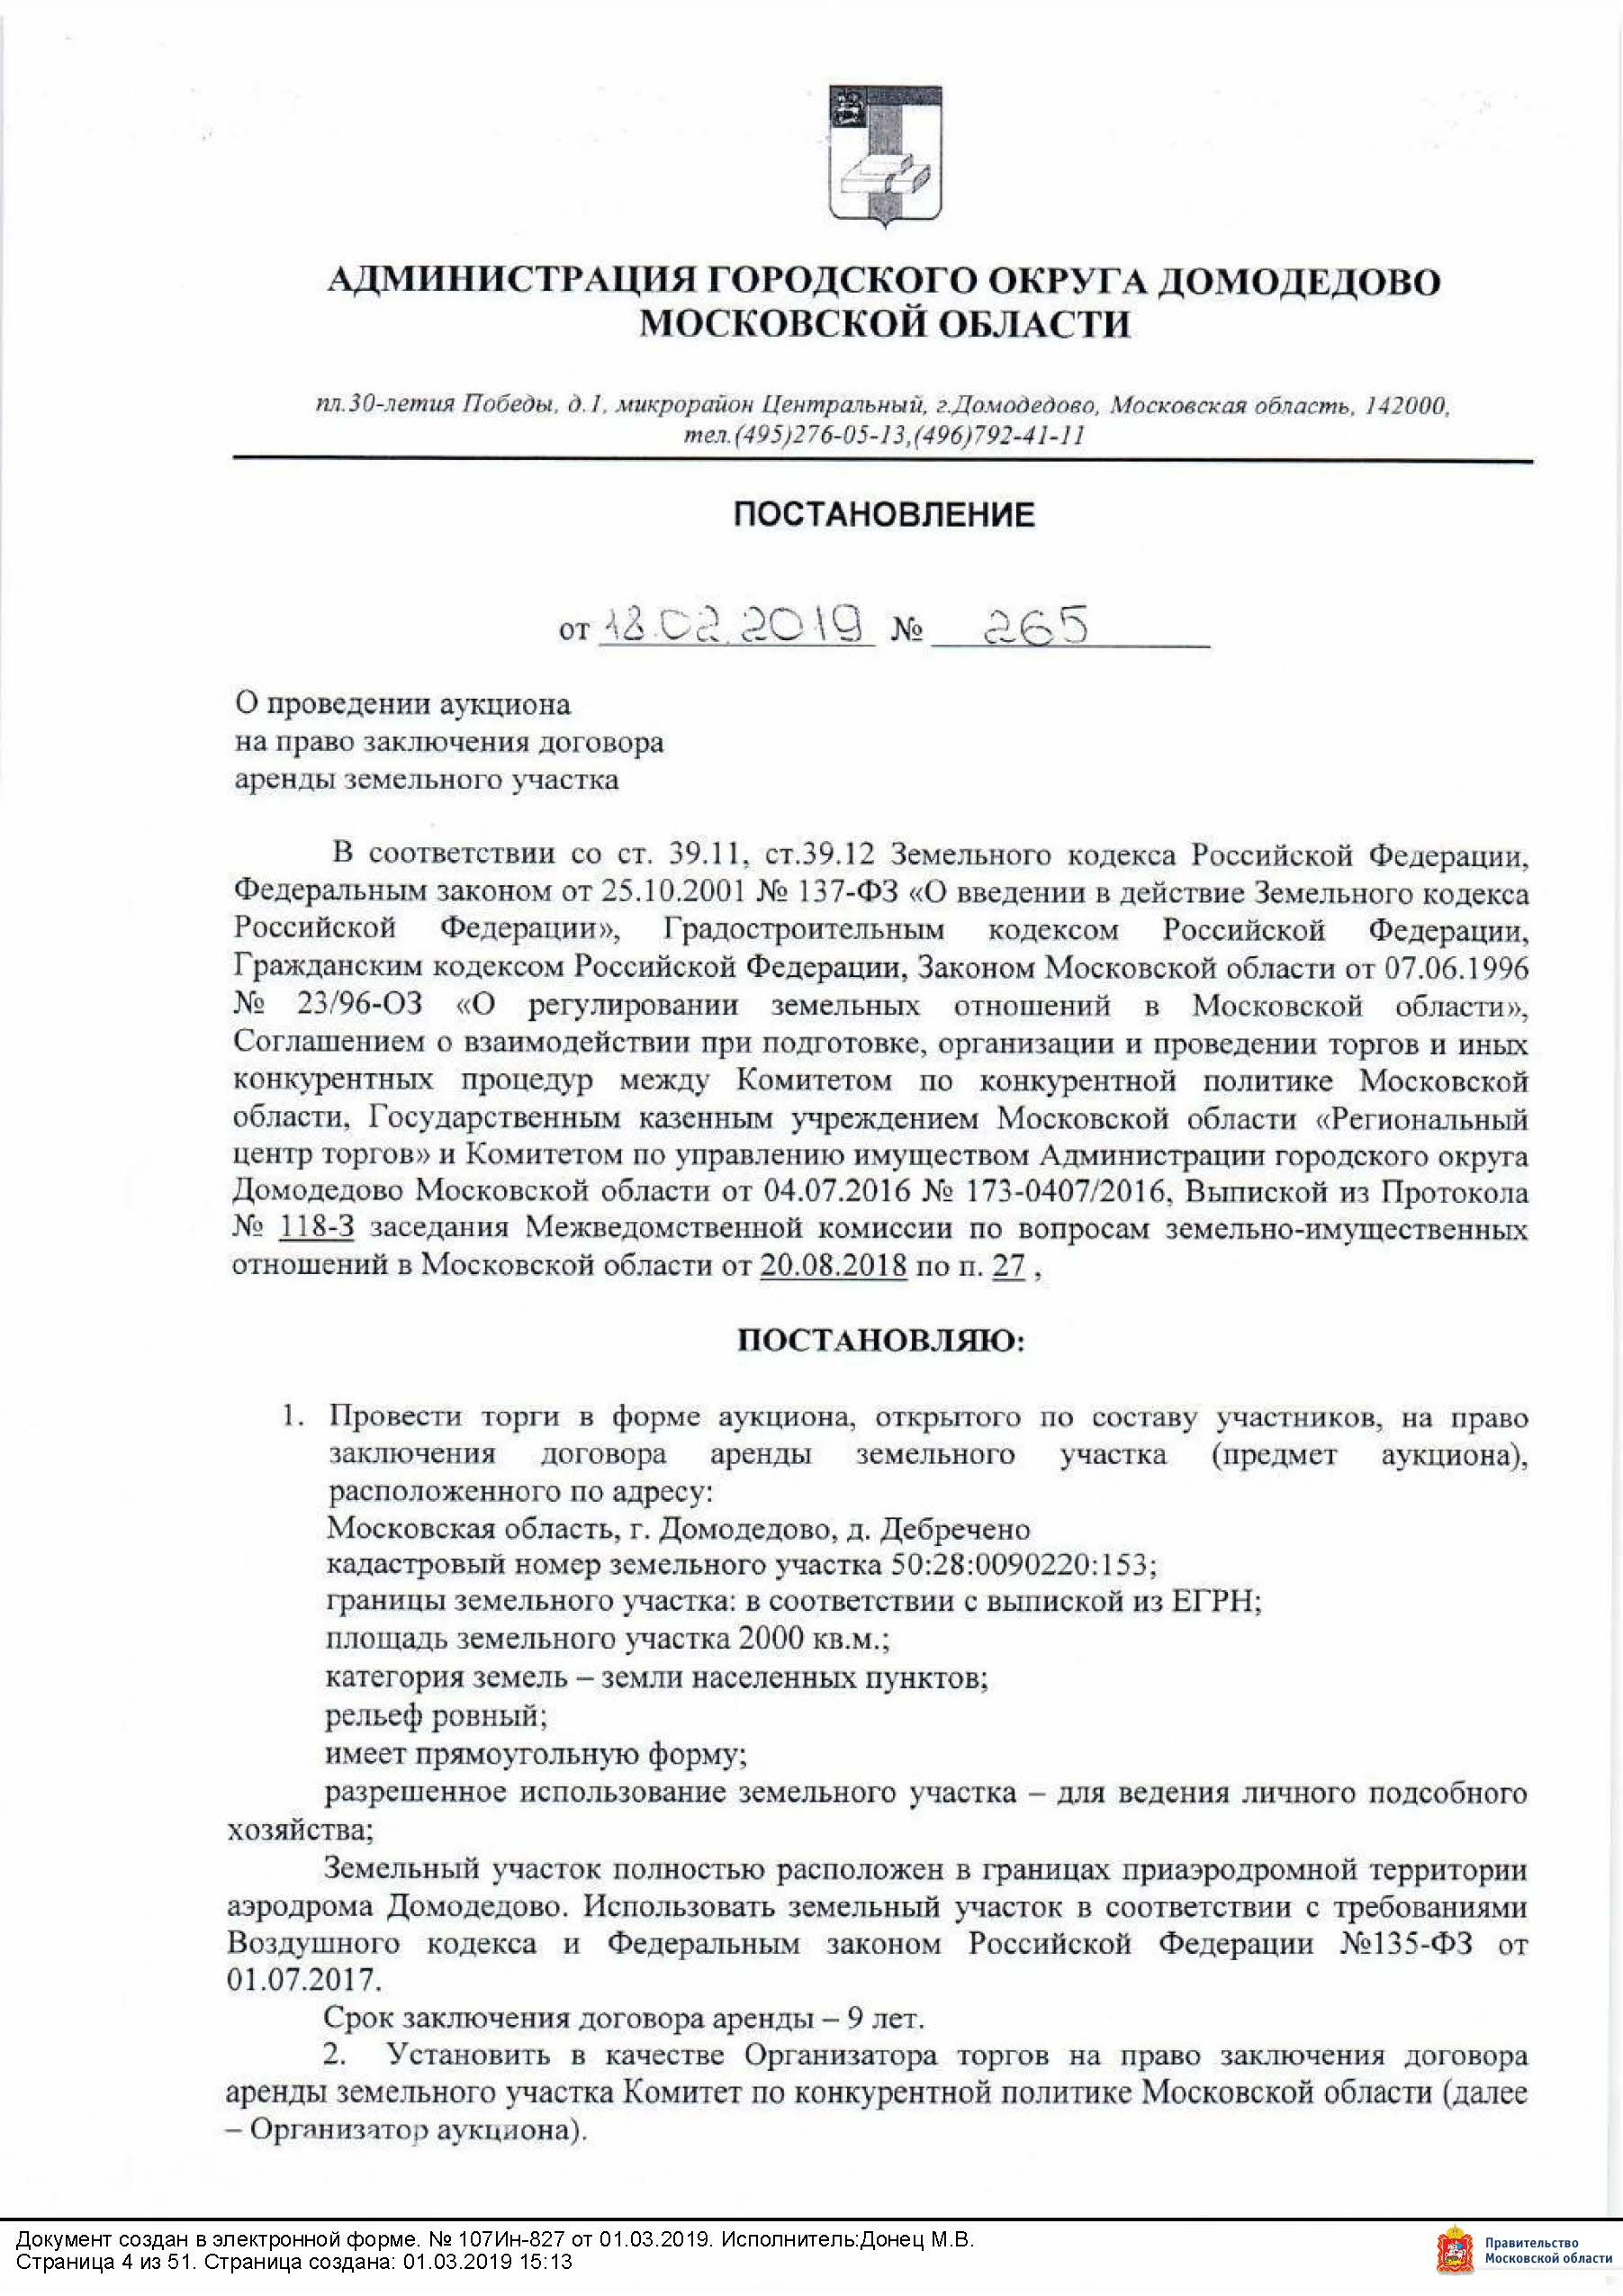 АДМИНИСТРАЦИЯ ГОРОДСКОГО ОКРУГА ДОМОДЕДОВО
МОСКОВСКОЙ ОБЛАСТИ
пл.30-летия Победы, д.1, микрорайон Центральный, г.Домодедово, Московская область, 142000,
тел.(495)276-05-13,(496)792-41-11
ПОСТАНОВЛЕНИЕ
от 18.02.2019 № 265
О проведении аукциона
на право заключения договора
аренды земельного участка
В соответствии со ст. 39.11, ст.39.12 Земельного кодекса Российской Федерации,
Федеральным законом от 25.10.2001 № 137-ФЗ «О введении в действие Земельного кодекса
Российской Федерации», Градостроительным кодексом Российской Федерации,
Гражданским кодексом Российской Федерации, Законом Московской области от 07.06.1996
№ 23/96-ОЗ «О регулировании земельных отношений в Московской области»,
Соглашением о взаимодействии при подготовке, организации и проведении торгов и иных
конкурентных процедур между Комитетом по конкурентной политике Московской
области, Государственным казенным учреждением Московской области «Региональный
центр торгов» и Комитетом по управлению имуществом Администрации городского округа
Домодедово Московской области от 04.07.2016 № 173-0407/2016, Выпиской из Протокола
№ 118-З заседания Межведомственной комиссии по вопросам земельно-имущественных
отношений в Московской области от 20.08.2018 по п. 27 ,
ПОСТАНОВЛЯЮ:
1. Провести торги в форме аукциона, открытого по составу участников, на право
заключения договора аренды земельного участка (предмет аукциона),
расположенного по адресу:
Московская область, г. Домодедово, д. Дебречено
кадастровый номер земельного участка 50:28:0090220:153;
границы земельного участка: в соответствии с выпиской из ЕГРН;
площадь земельного участка 2000 кв.м.;
категория земель – земли населенных пунктов;
рельеф ровный;
имеет прямоугольную форму;
разрешенное использование земельного участка – для ведения личного подсобного
хозяйства;
Земельный участок полностью расположен в границах приаэродромной территории
аэродрома Домодедово. Использовать земельный участок в соответствии с требованиями
Воздушного кодекса и Федеральным законом Российской Федерации №135-ФЗ от
01.07.2017.
Срок заключения договора аренды – 9 лет.
2. Установить в качестве Организатора торгов на право заключения договора
аренды земельного участка Комитет по конкурентной политике Московской области (далее
– Организатор аукциона).
Документ создан в электронной форме. № 107Ин-827 от 01.03.2019. Исполнитель:Донец М.В.
Страница 4 из 51. Страница создана: 01.03.2019 15:13
Правительство
Московской области